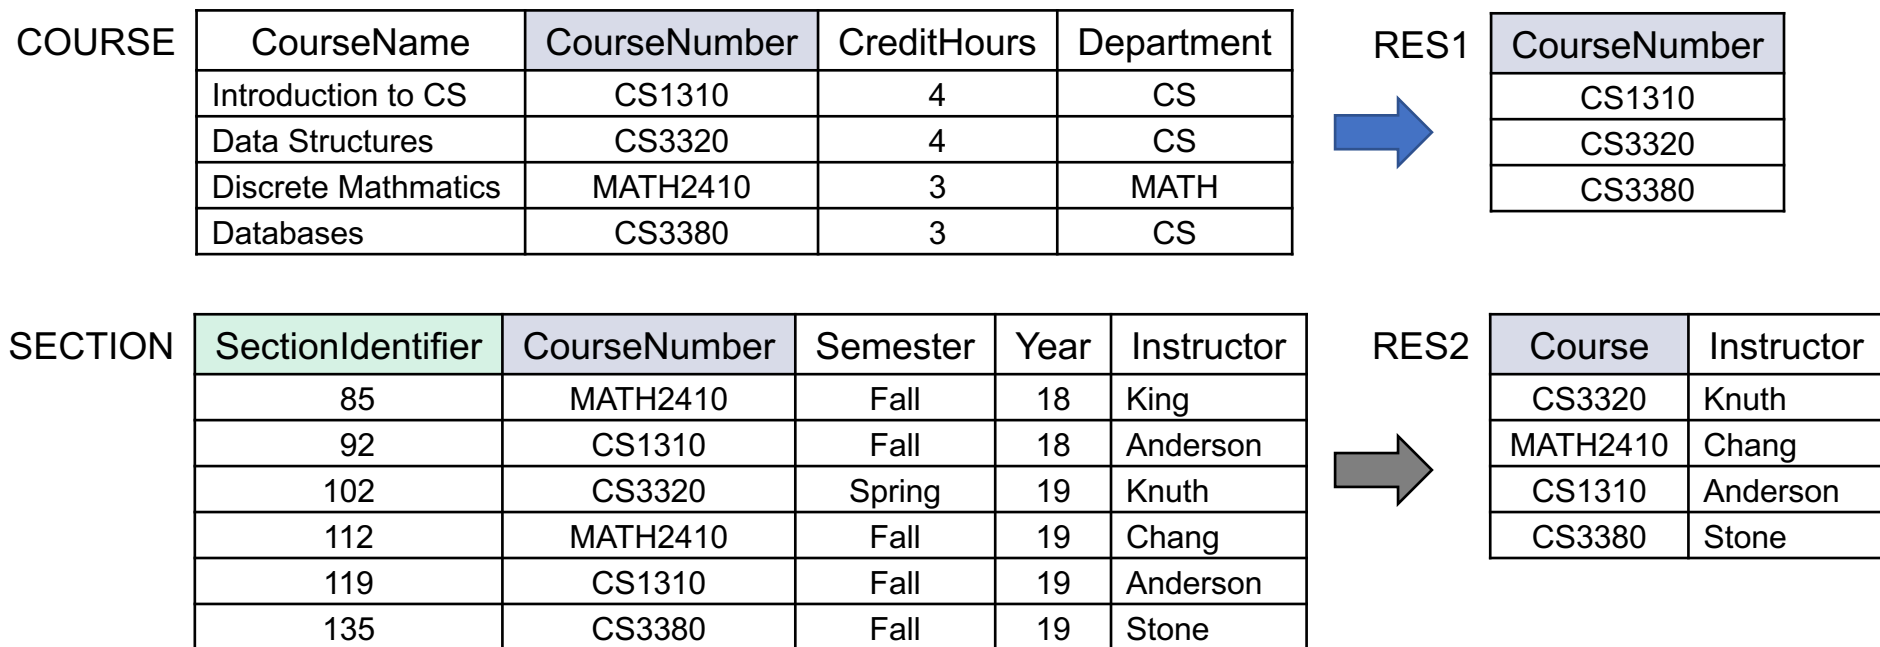 COURSE CourseName CourseNumber CreditHours Department
Introduction to CS CS1310 4 CS
Data Structures CS3320 4 CS
Discrete Mathmatics MATH2410 3 MATH
Databases CS3380 3 CS
RES1 CourseNumber
CS1310
CS3320
CS3380
SECTION SectionIdentifier CourseNumber Semester Year Instructor
85 MATH2410 Fall 18 King
92 CS1310 Fall 18 Anderson
102 CS3320 Spring 19 Knuth
112 MATH2410 Fall 19 Chang
119 CS1310 Fall 19 Anderson
135 CS3380 Fall 19 Stone
RES2 Course Instructor
CS3320 Knuth
MATH2410 Chang
CS1310 Anderson
CS3380 Stone